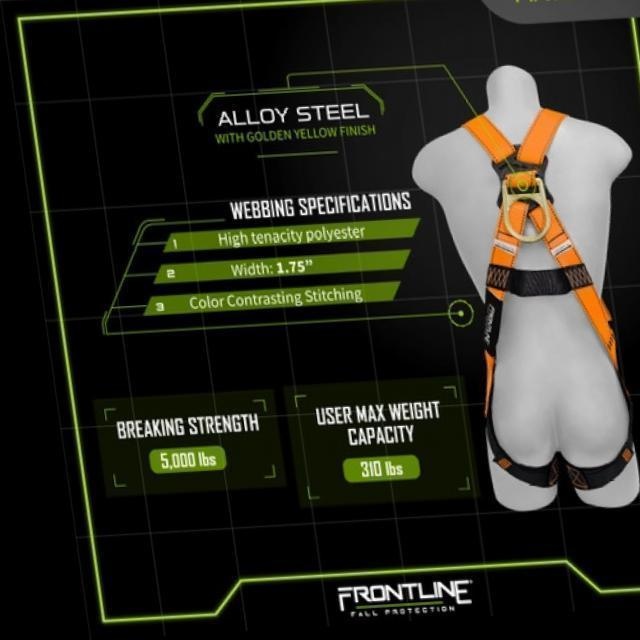 ALLOY STEEL
WITH GOLDEN YELLOW FINISH
WEBBING SPECIFICATIONS
1 High tenacity polyester
2 Width: 1.75”
3 Color Contrasting Stitching
BREAKING STRENGTH
5,000 lbs
USER MAX WEIGHT
CAPACITY
310 lbs
FRONTLINE®
FALL PROTECTION